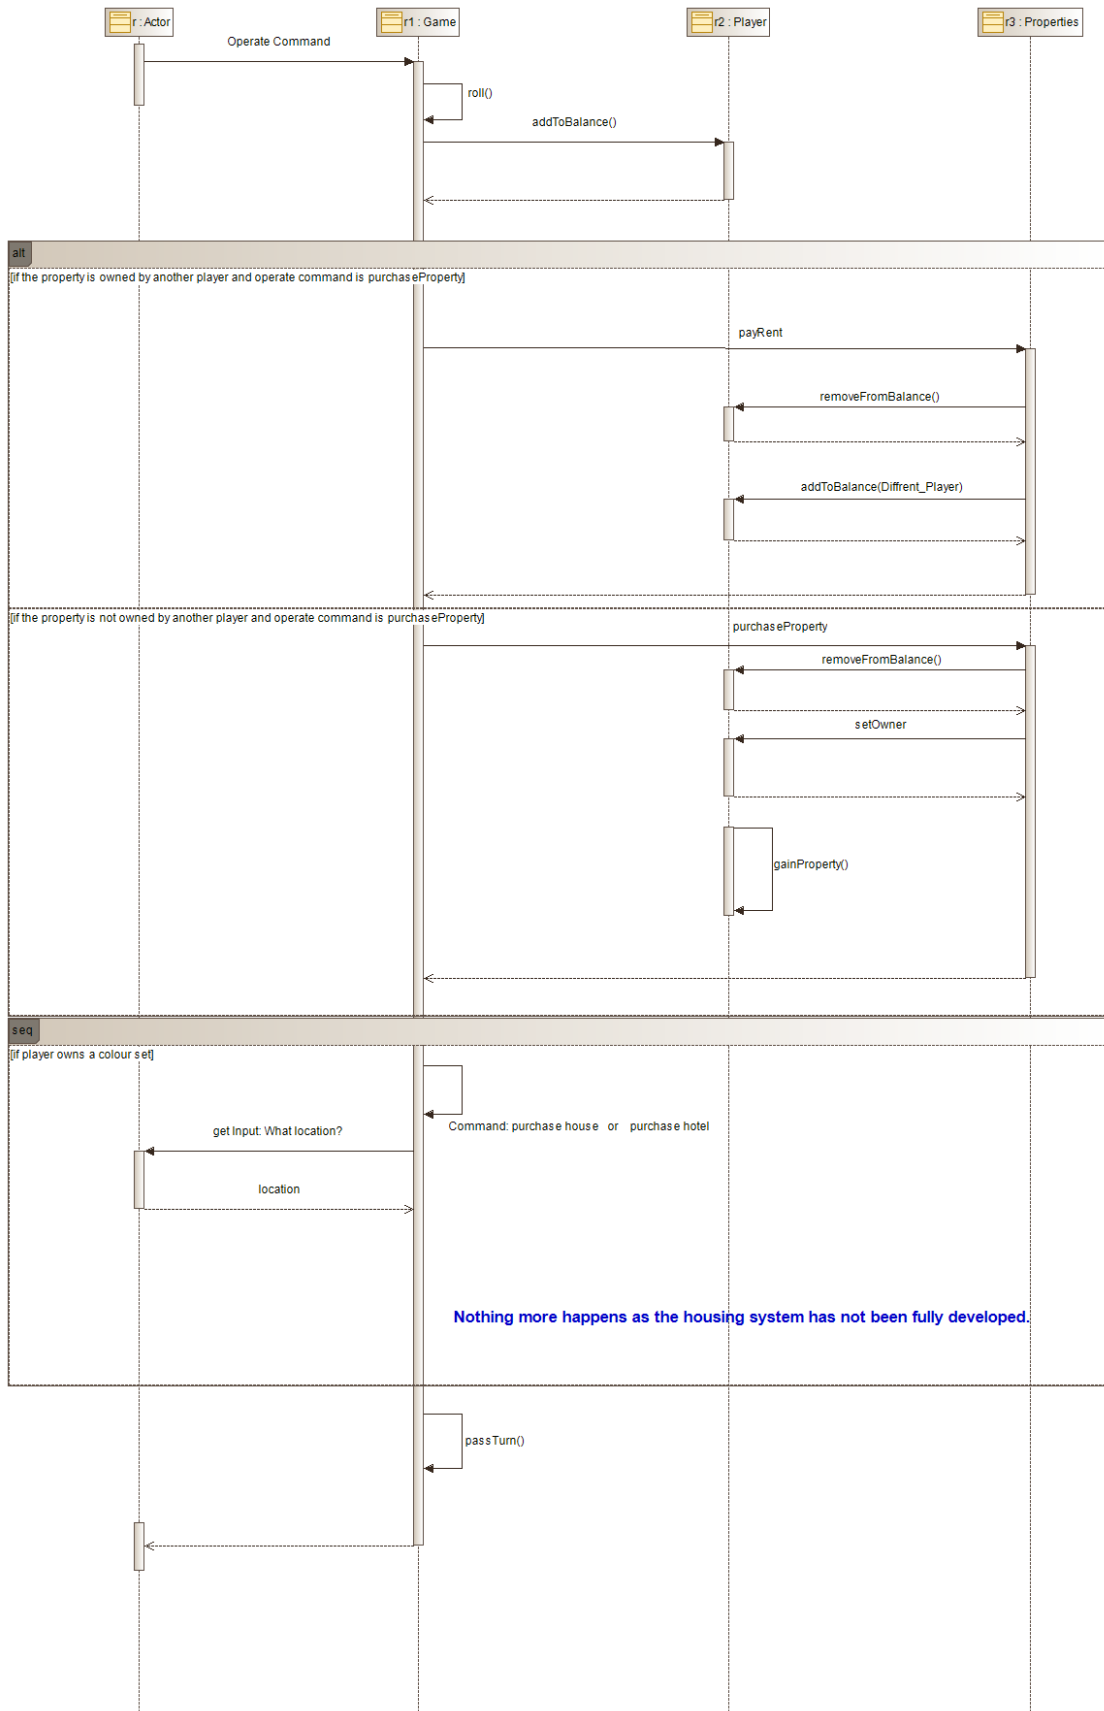 r : Actor
r1 : Game
r2 : Player
r3 : Properties
Operate Command
roll()
addToBalance()
alt
[if the property is owned by another player and operate command is purchaseProperty]
payRent
removeFromBalance()
addToBalance(Diffrent_Player)
[if the property is not owned by another player and operate command is purchaseProperty]
purchaseProperty
removeFromBalance()
setOwner
gainProperty()
seq
[if player owns a colour set]
Command: purchase house or purchase hotel
get Input: What location?
location
Nothing more happens as the housing system has not been fully developed.
passTurn()